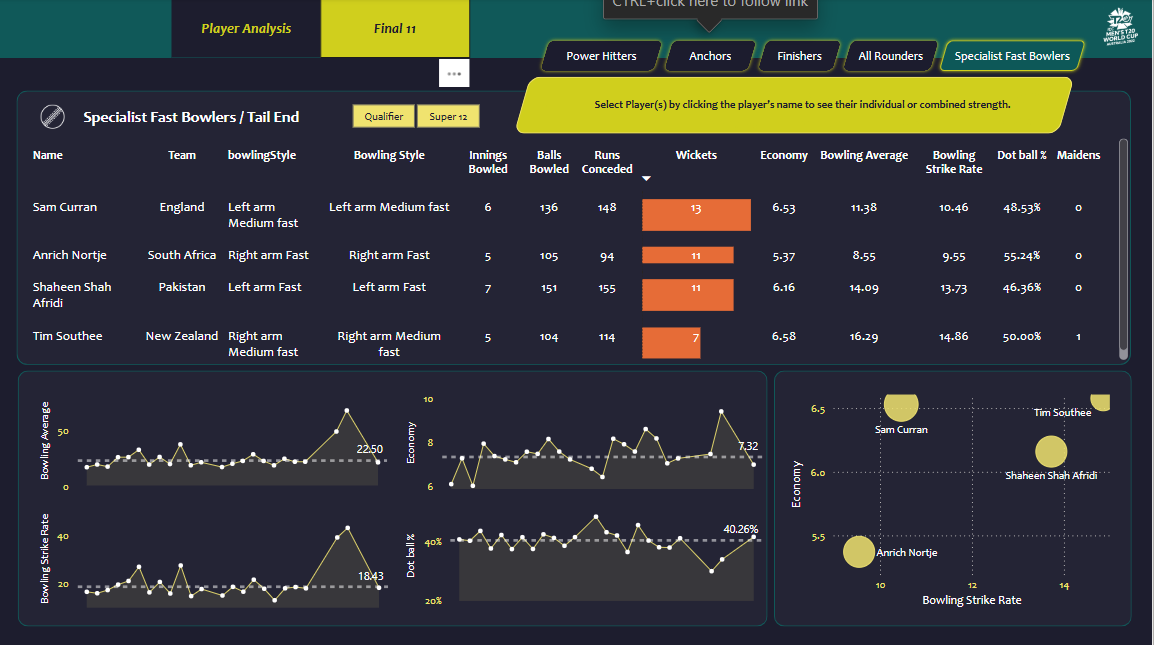 CTRL+click here to follow link
Player Analysis
Final 11
MEN'S T20
WORLD CUP
AUSTRALIA 2022
Power Hitters
Anchors
Finishers
All Rounders
Specialist Fast Bowlers
Select Player(s) by clicking the player's name to see their individual or combined strength.
Specialist Fast Bowlers / Tail End
Qualifier
Super 12
Name Team bowlingStyle Bowling Style Innings Bowled Balls Bowled Runs Conceded Wickets Economy Bowling Average Bowling Strike Rate Dot ball % Maidens
Sam Curran England Left arm Medium fast Left arm Medium fast 6 136 148 13 6.53 11.38 10.46 48.53% 0
Anrich Nortje South Africa Right arm Fast Right arm Fast 5 105 94 11 5.37 8.55 9.55 55.24% 0
Shaheen Shah Afridi Pakistan Left arm Fast Left arm Fast 7 151 155 11 6.16 14.09 13.73 46.36% 0
Tim Southee New Zealand Right arm Medium fast Right arm Medium fast 5 104 114 7 6.58 16.29 14.86 50.00% 1
Bowling Average
50
0
22.50
Economy
10
8
6
7.32
Bowling Strike Rate
40
20
18.43
Dot ball %
40%
20%
40.26%
Economy
6.5
6.0
5.5
Tim Southee
Sam Curran
Shaheen Shah Afridi
Anrich Nortje
10 12 14
Bowling Strike Rate